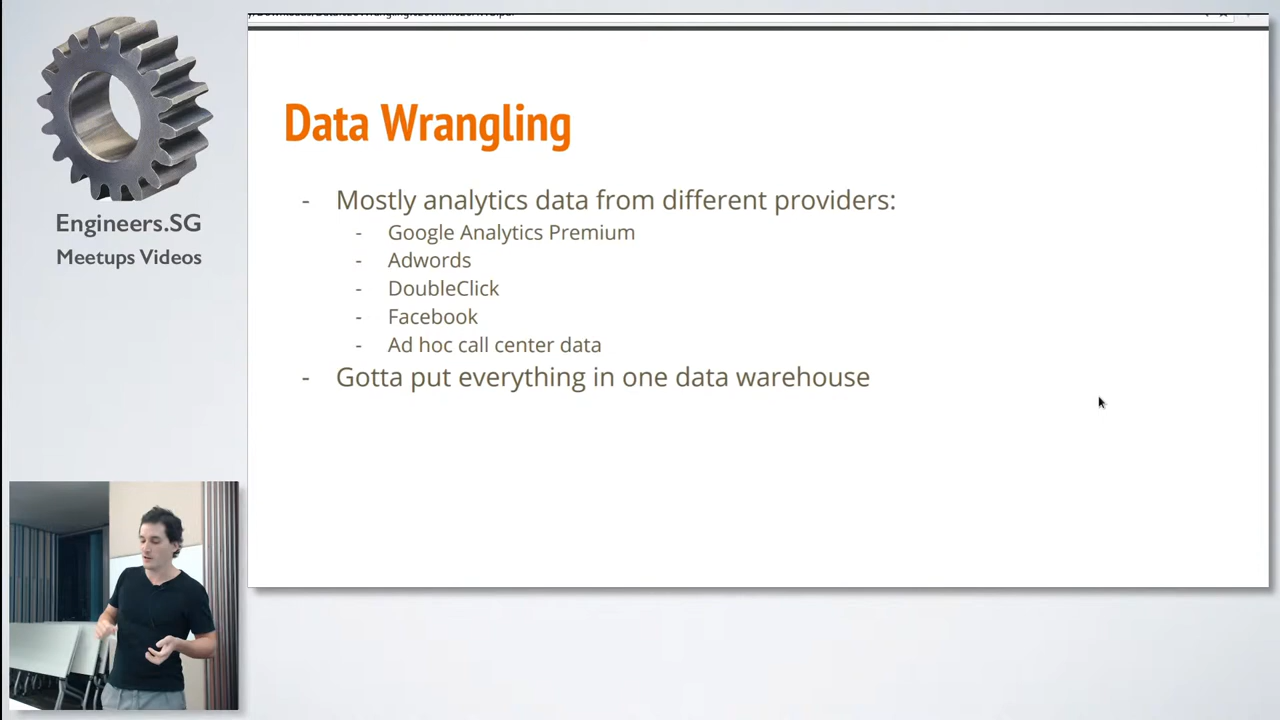 Engineers.SG
Meetups Videos
Data Wrangling
- Mostly analytics data from different providers:
- Google Analytics Premium
- Adwords
- DoubleClick
- Facebook
- Ad hoc call center data
- Gotta put everything in one data warehouse